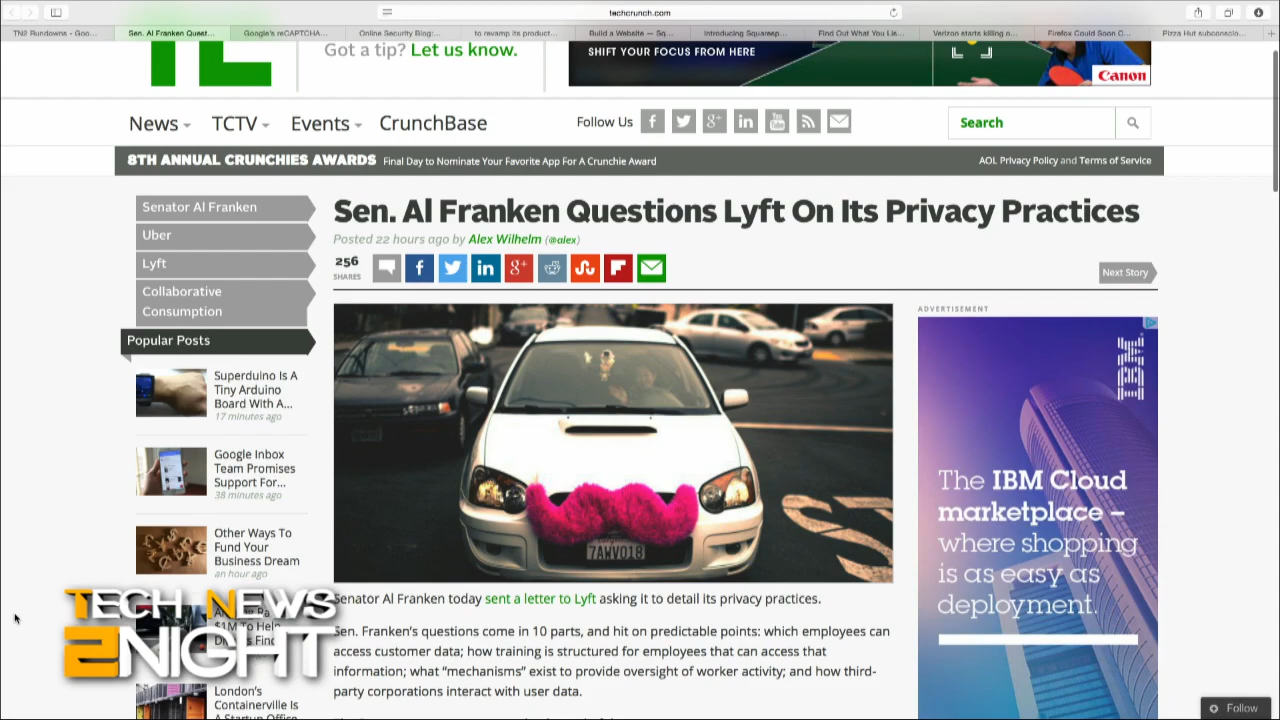 techcrunch.com
TN2 Rundowns - Goo...
Sen. Al Franken Quest...
Google's reCAPTCHA...
Online Security Blog:...
to revamp its product...
Build a Website — Sq...
Introducing Squaresp...
Find Out What You Lie...
Verizon starts killing o...
Firefox Could Soon C...
Pizza Hut subconscio...
Got a tip? Let us know.
SHIFT YOUR FOCUS FROM HERE
Canon
News
TCTV
Events
CrunchBase
Follow Us
Search
8TH ANNUAL CRUNCHIES AWARDS Final Day to Nominate Your Favorite App For A Crunchie Award
AOL Privacy Policy and Terms of Service
Senator Al Franken
Uber
Lyft
Collaborative
Consumption
Popular Posts
Superduino Is A
Tiny Arduino
Board With A...
17 minutes ago
Google Inbox
Team Promises
Support For...
38 minutes ago
Other Ways To
Fund Your
Business Dream
an hour ago
$1M To Help
Find
London's
Containerville Is
A Startup Office
Sen. Al Franken Questions Lyft On Its Privacy Practices
Posted 22 hours ago by Alex Wilhelm (@alex)
256
SHARES
Next Story
7AWV018
Senator Al Franken today sent a letter to Lyft asking it to detail its privacy practices.
Sen. Franken's questions come in 10 parts, and hit on predictable points: which employees can
access customer data; how training is structured for employees that can access that
information; what “mechanisms” exist to provide oversight of worker activity; and how third-
party corporations interact with user data.
ADVERTISEMENT
IBM
The IBM Cloud
marketplace –
where shopping
is as easy as
deployment.
Follow
TECH NEWS
2NIGHT